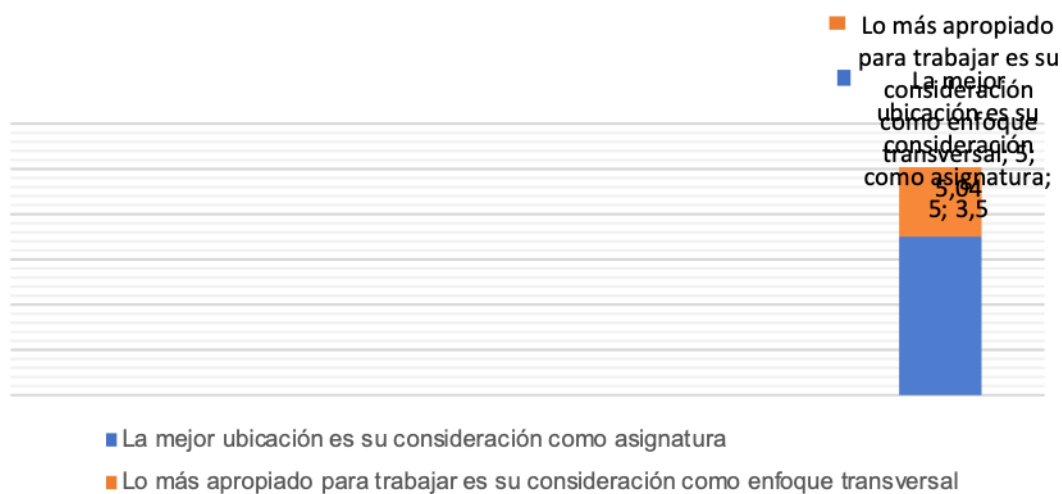 Lo más apropiado
para trabajar es su
consideración
como enfoque
transversal; 5;
5,04
La mejor
ubicación es su
consideración
como asignatura;
5; 3,5
La mejor ubicación es su consideración como asignatura
Lo más apropiado para trabajar es su consideración como enfoque transversal